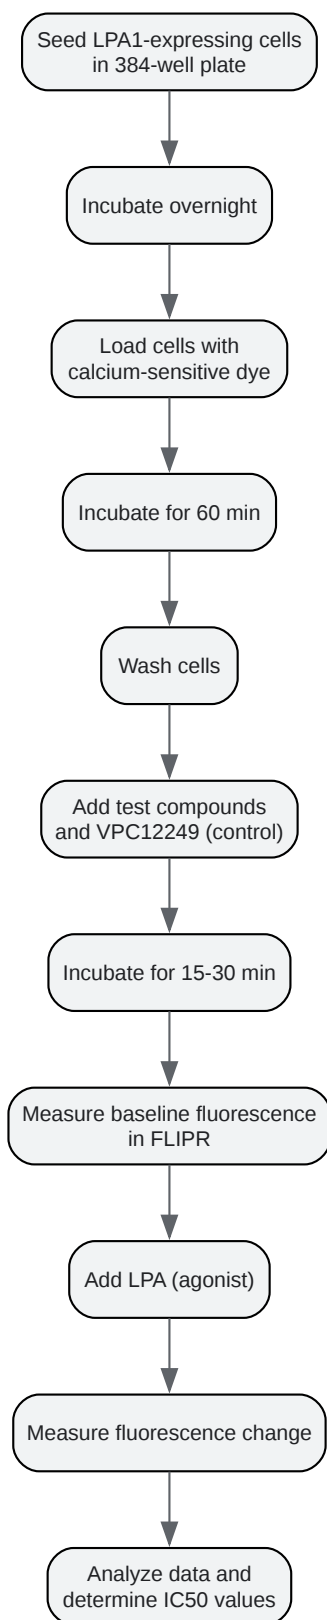 Seed LPA1-expressing cells
in 384-well plate
Incubate overnight
Load cells with
calcium-sensitive dye
Incubate for 60 min
Wash cells
Add test compounds
and VPC12249 (control)
Incubate for 15-30 min
Measure baseline fluorescence
in FLIPR
Add LPA (agonist)
Measure fluorescence change
Analyze data and
determine IC50 values